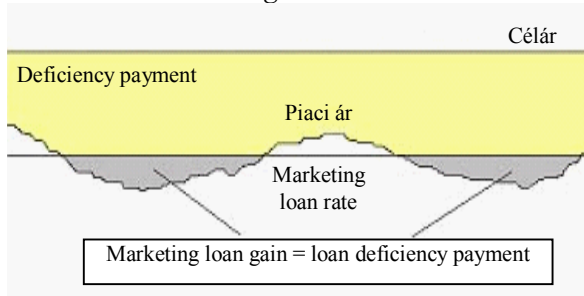 Célár
Deficiency payment
Piaci ár
Marketing
loan rate
Marketing loan gain = loan deficiency payment